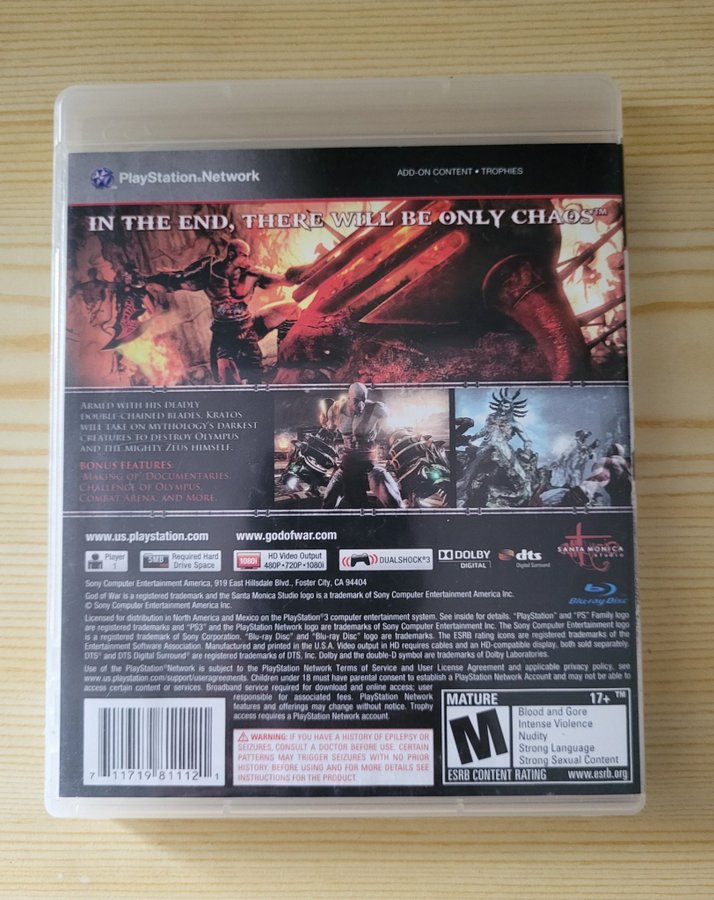 PlayStation®Network
ADD-ON CONTENT • TROPHIES
IN THE END, THERE WILL BE ONLY CHAOS™
ARMED WITH HIS DEADLY
DOUBLE-CHAINED BLADES, KRATOS
WILL TAKE ON MYTHOLOGY'S DARKEST
CREATURES TO DESTROY OLYMPUS
AND THE MIGHTY ZEUS HIMSELF.
BONUS FEATURES:
'MAKING OF' DOCUMENTARIES,
CHALLENGE OF OLYMPUS,
COMBAT ARENA, AND MORE.
www.us.playstation.com
www.godofwar.com
Player
1
5MB
Required Hard
Drive Space
1080i
HD Video Output
480P • 720P • 1080i
DUALSHOCK®3
DOLBY
DIGITAL
dts
Digital Surround
SANTA MONICA
studio
Blu-ray Disc
Sony Computer Entertainment America, 919 East Hillsdale Blvd., Foster City, CA 94404
God of War is a registered trademark and the Santa Monica Studio logo is a trademark of Sony Computer Entertainment America Inc.
© Sony Computer Entertainment America Inc.
Licensed for distribution in North America and Mexico on the PlayStation®3 computer entertainment system. See inside for details. "PlayStation" and "PS" Family logo
are registered trademarks and "PS3" and the PlayStation Network logo are trademarks of Sony Computer Entertainment Inc. The Sony Computer Entertainment logo
is a registered trademark of Sony Corporation. "Blu-ray Disc" and "Blu-ray Disc" logo are trademarks. The ESRB rating icons are registered trademarks of the
Entertainment Software Association. Manufactured and printed in the U.S.A. Video output in HD requires cables and an HD-compatible display, both sold separately.
DTS® and DTS Digital Surround® are registered trademarks of DTS, Inc. Dolby and the double-D symbol are trademarks of Dolby Laboratories.
Use of the PlayStation®Network is subject to the PlayStation Network Terms of Service and User License Agreement and applicable privacy policy, see
www.us.playstation.com/support/useragreements. Children under 18 must have parental consent to establish a PlayStation Network Account and may not be able to
access certain content or services. Broadband service required for download and online access; user
responsible for associated fees. PlayStation Network
features and offerings may change without notice. Trophy
access requires a PlayStation Network account.
WARNING: IF YOU HAVE A HISTORY OF EPILEPSY OR
SEIZURES, CONSULT A DOCTOR BEFORE USE. CERTAIN
PATTERNS MAY TRIGGER SEIZURES WITH NO PRIOR
HISTORY. BEFORE USING AND FOR MORE DETAILS SEE
INSTRUCTIONS FOR THE PRODUCT.
7 11719 81112 1
MATURE 17+ ™
M
Blood and Gore
Intense Violence
Nudity
Strong Language
Strong Sexual Content
ESRB CONTENT RATING www.esrb.org